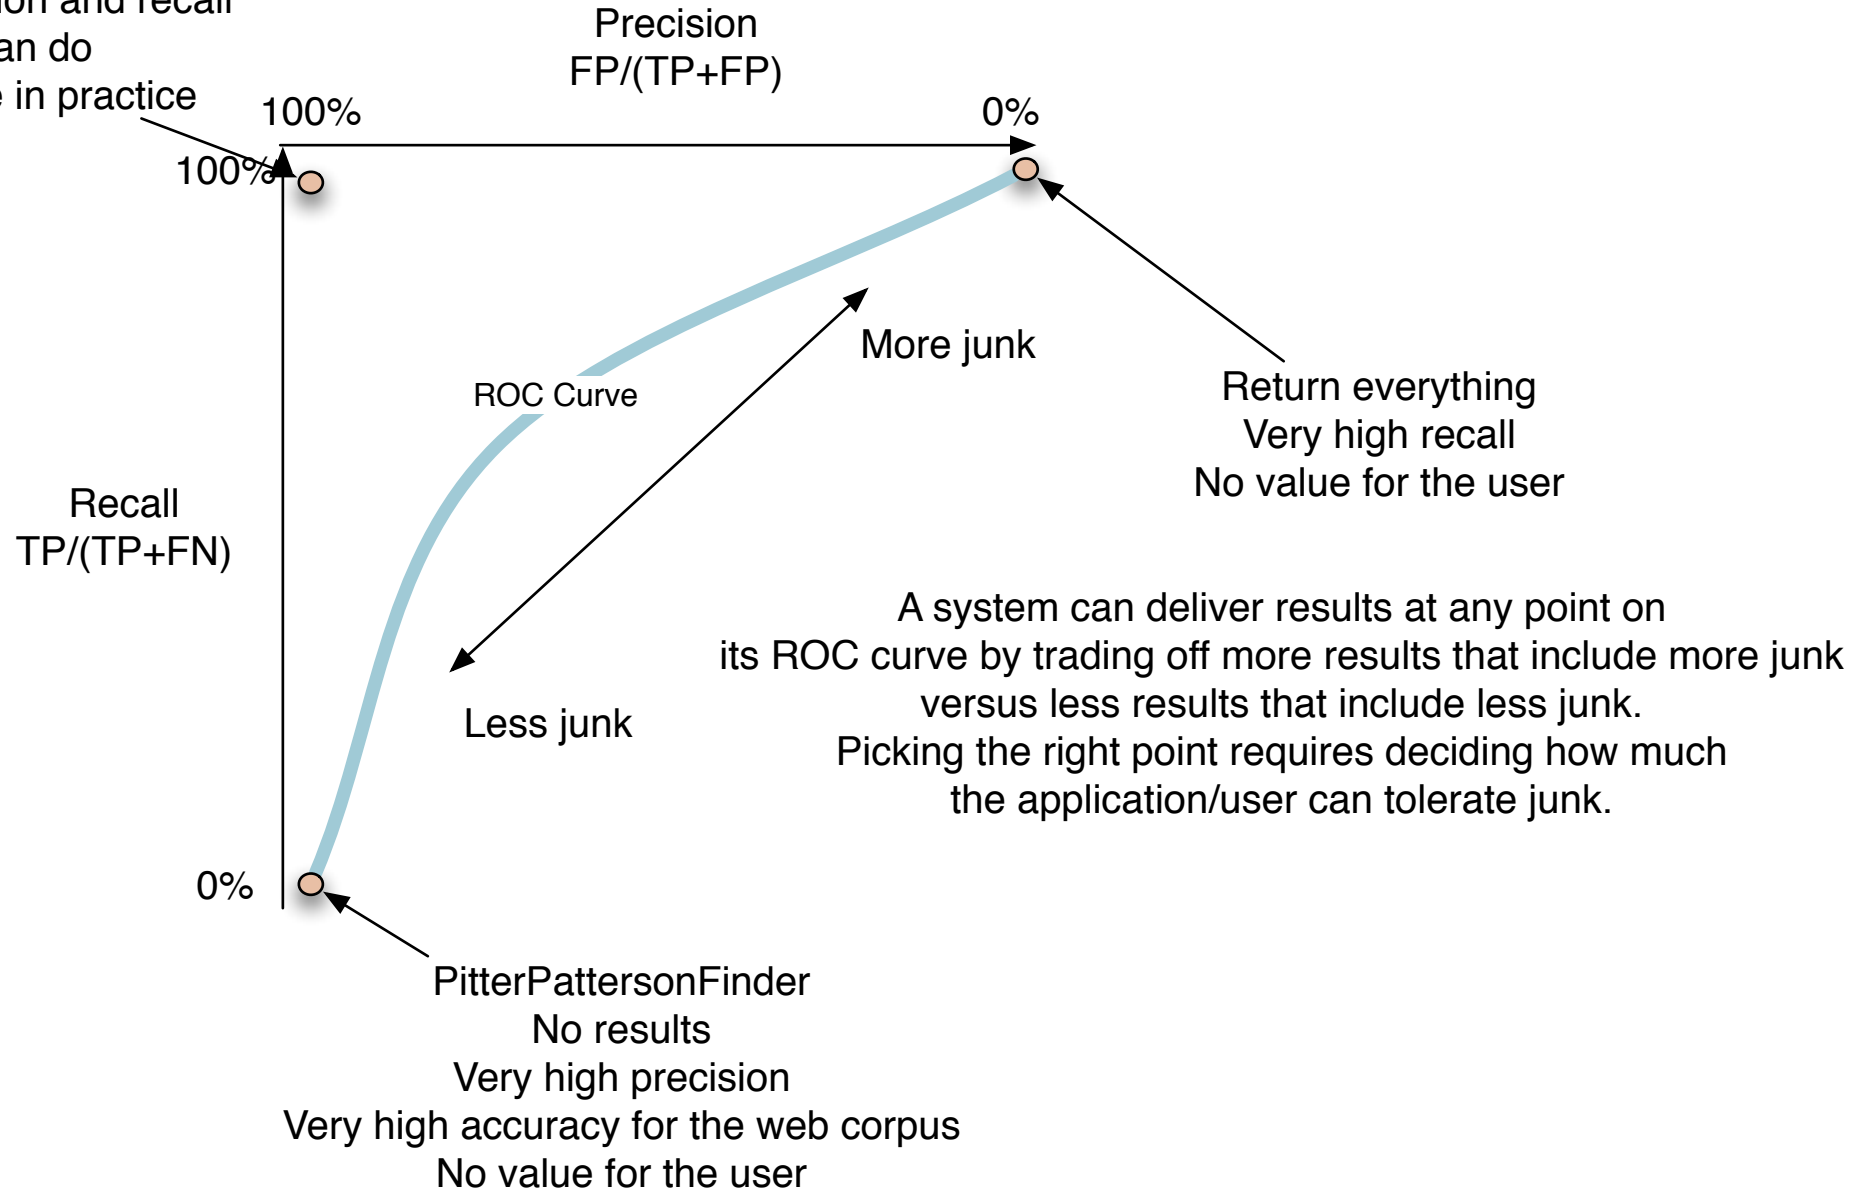 and recall
an do
in practice
Precision
FP/(TP+FP)
100%
0%
100%
ROC Curve
More junk
Return everything
Very high recall
No value for the user
Recall
TP/(TP+FN)
A system can deliver results at any point on
its ROC curve by trading off more results that include more junk
versus less results that include less junk.
Picking the right point requires deciding how much
the application/user can tolerate junk.
Less junk
0%
PitterPattersonFinder
No results
Very high precision
Very high accuracy for the web corpus
No value for the user